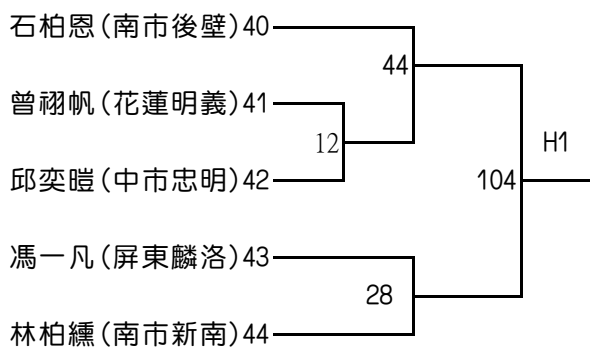 石柏恩(南市後壁)40
44
曾祤帆(花蓮明義)41
12
H1
邱奕暟(中市忠明)42
104
馮一凡(屏東麟洛)43
28
林柏纁(南市新南)44